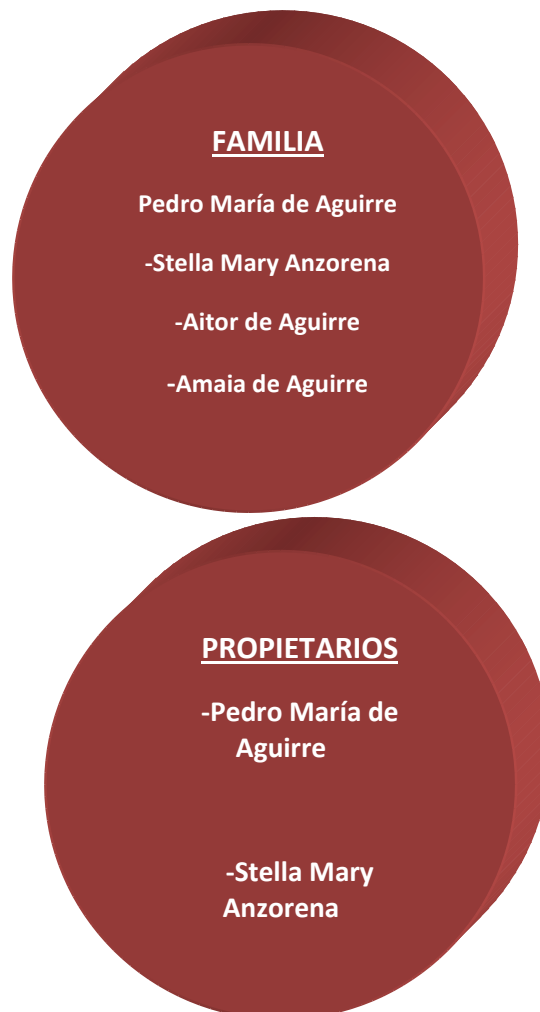 FAMILIA
Pedro María de Aguirre
-Stella Mary Anzorena
-Aitor de Aguirre
-Amaia de Aguirre
PROPIETARIOS
-Pedro María de
Aguirre
-Stella Mary
Anzorena